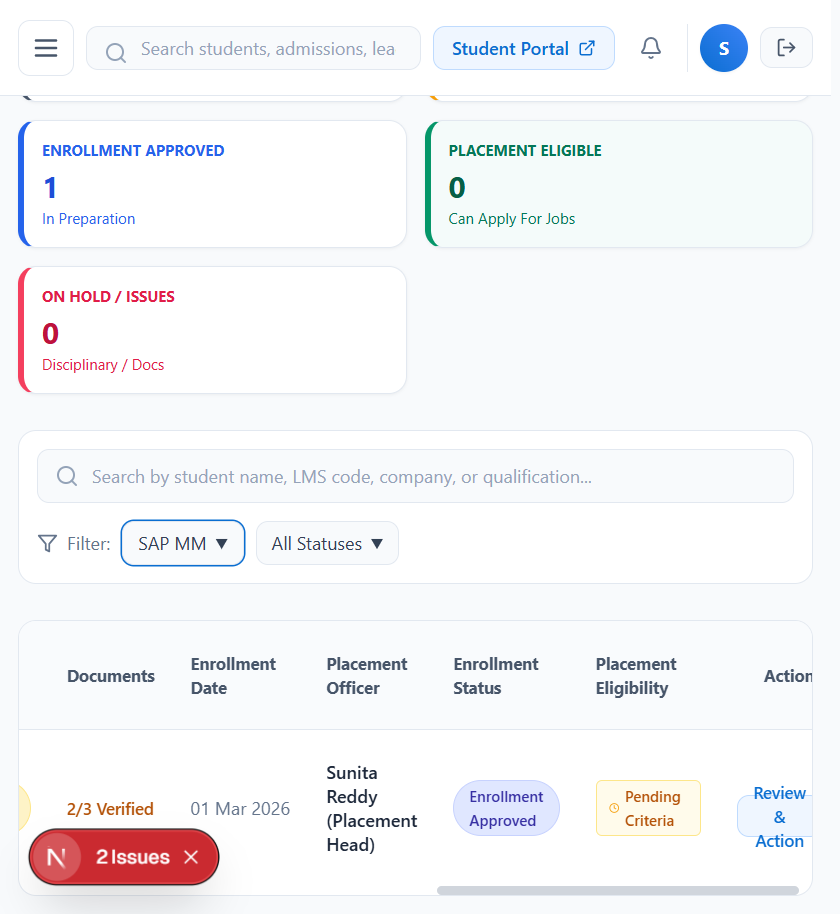 Search students, admissions, lea
Student Portal
S
ENROLLMENT APPROVED
1
In Preparation
PLACEMENT ELIGIBLE
0
Can Apply For Jobs
ON HOLD / ISSUES
0
Disciplinary / Docs
Search by student name, LMS code, company, or qualification...
Filter:
SAP MM ▼
All Statuses ▼
Documents
Enrollment
Date
Placement
Officer
Enrollment
Status
Placement
Eligibility
Action
2/3 Verified
01 Mar 2026
Sunita
Reddy
(Placement
Head)
Enrollment
Approved
Pending
Criteria
Review
&
Action
N
2 Issues